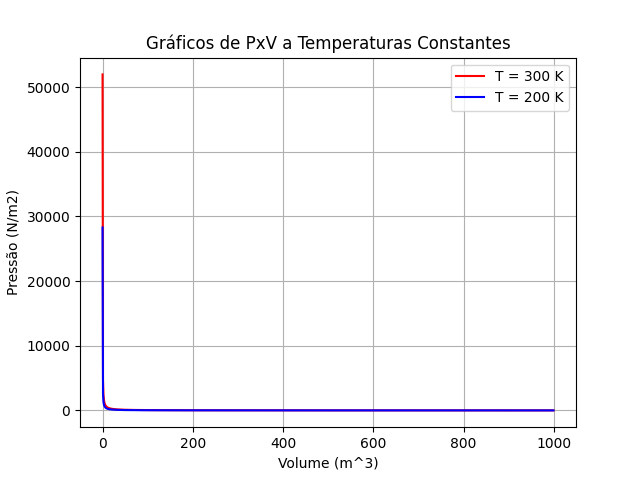 Gráficos de PxV a Temperaturas Constantes
T = 300 K
T = 200 K
50000
40000
30000
20000
10000
0
Pressão (N/m2)
0 200 400 600 800 1000
Volume (m^3)